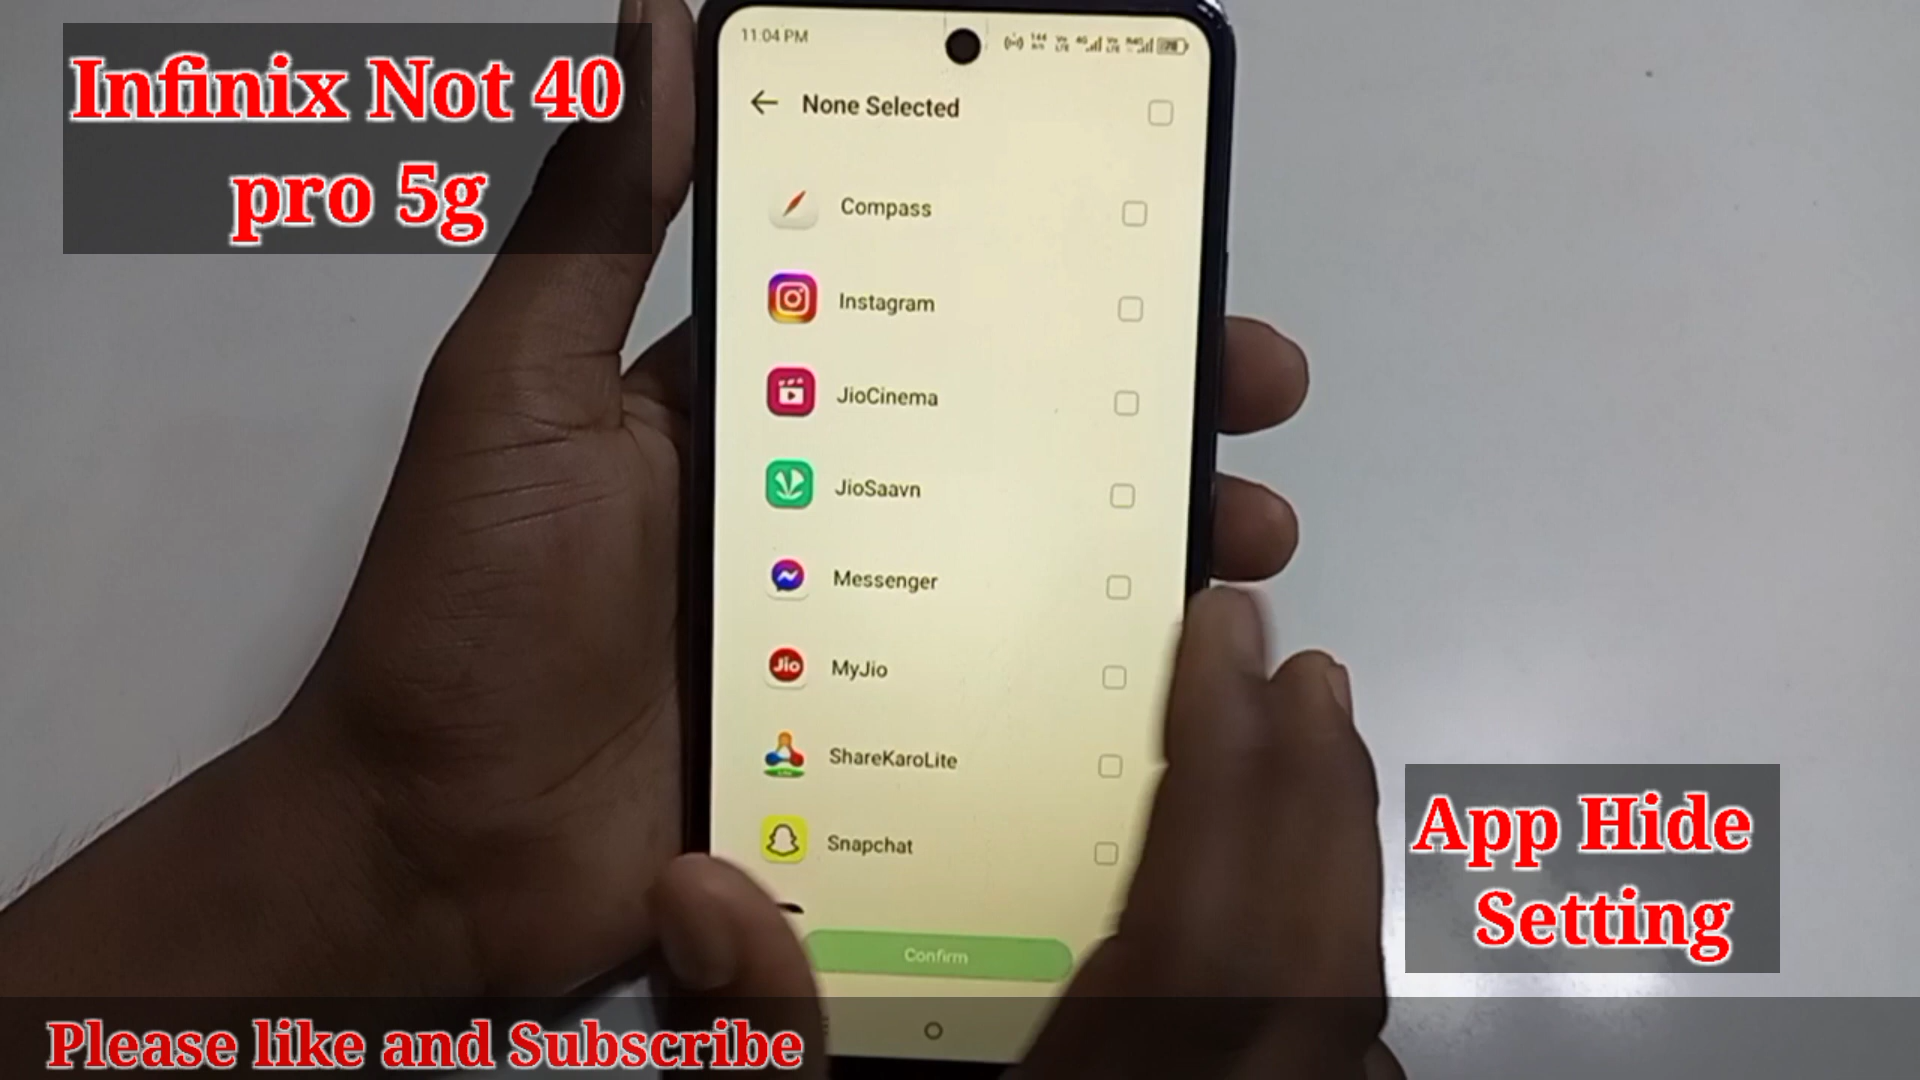 Infinix Not 40
pro 5g
11:04 PM
None Selected
Compass
Instagram
JioCinema
JioSaavn
Messenger
Jio
MyJio
ShareKaroLite
Snapchat
Confirm
App Hide
Setting
Please like and Subscribe